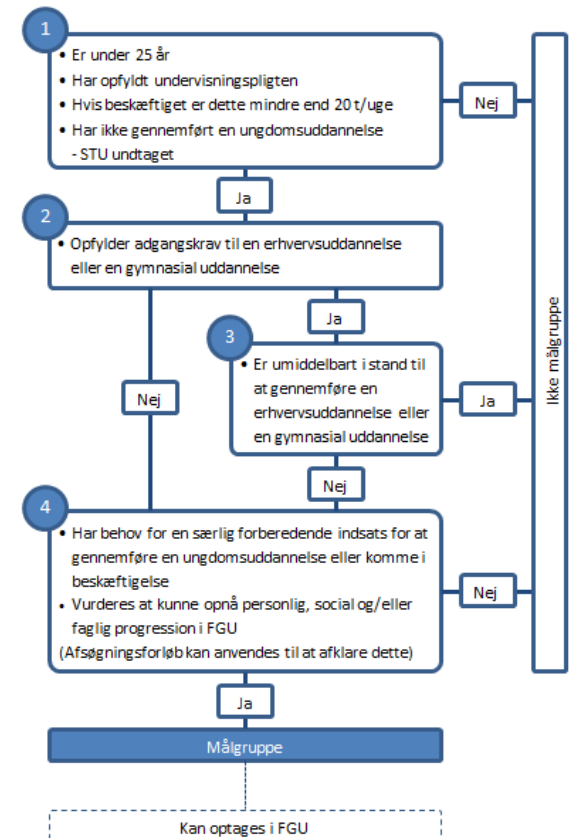 1
• Er under 25 år
• Har opfyldt undervisningspligten
• Hvis beskæftiget er dette mindre end 20 t/uge
• Har ikke gennemført en ungdomsuddannelse
- STU undtaget
Nej
Ja
2
• Opfylder adgangskrav til en erhvervsuddannelse
eller en gymnasial uddannelse
Ja
Nej
3
• Er umiddelbart i stand til
at gennemføre en
erhvervsuddannelse eller
en gymnasial uddannelse
Ja
Nej
4
• Har behov for en særlig forberedende indsats for at
gennemføre en ungdomsuddannelse eller komme i
beskæftigelse
• Vurderes at kunne opnå personlig, social og/eller
faglig progression i FGU
(Afsøgningsforløb kan anvendes til at afklare dette)
Nej
Ja
Ikke målgruppe
Målgruppe
Kan optages i FGU